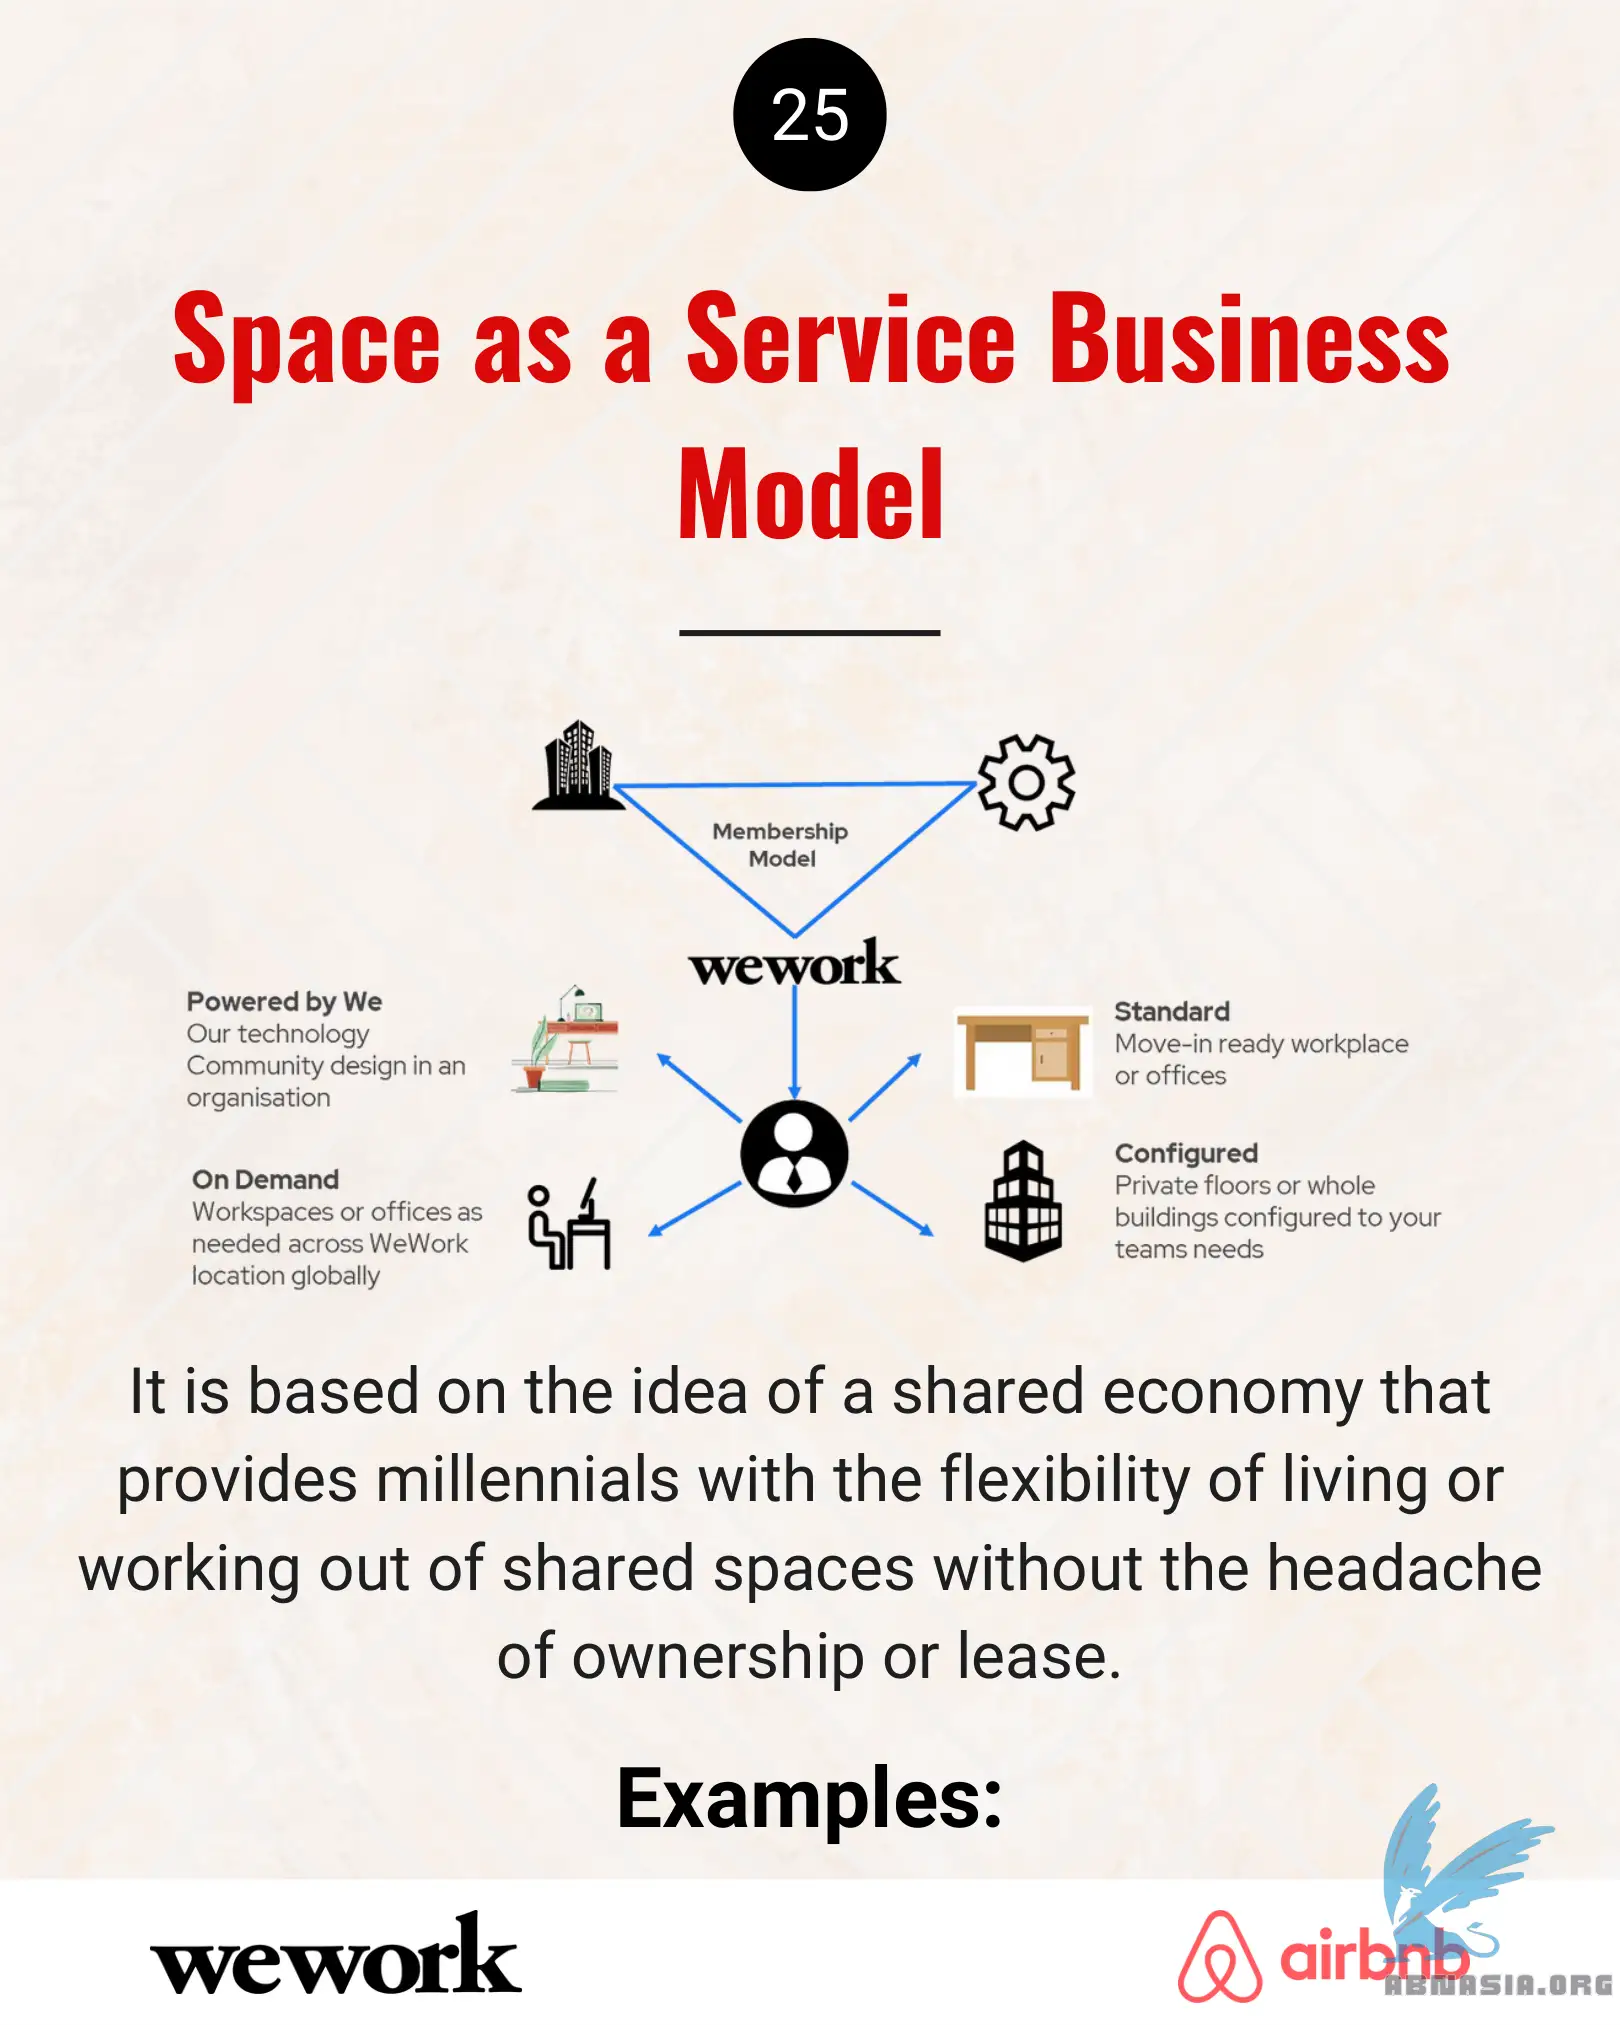 25
Space as a Service Business
Model
Membership
Model
wework
Powered by We
Our technology
Community design in an
organisation
Standard
Move-in ready workplace
or offices
On Demand
Workspaces or offices as
needed across WeWork
location globally
Configured
Private floors or whole
buildings configured to your
teams needs
It is based on the idea of a shared economy that
provides millennials with the flexibility of living or
working out of shared spaces without the headache
of ownership or lease.
Examples:
wework
airbnb
ABMASIA.ORG